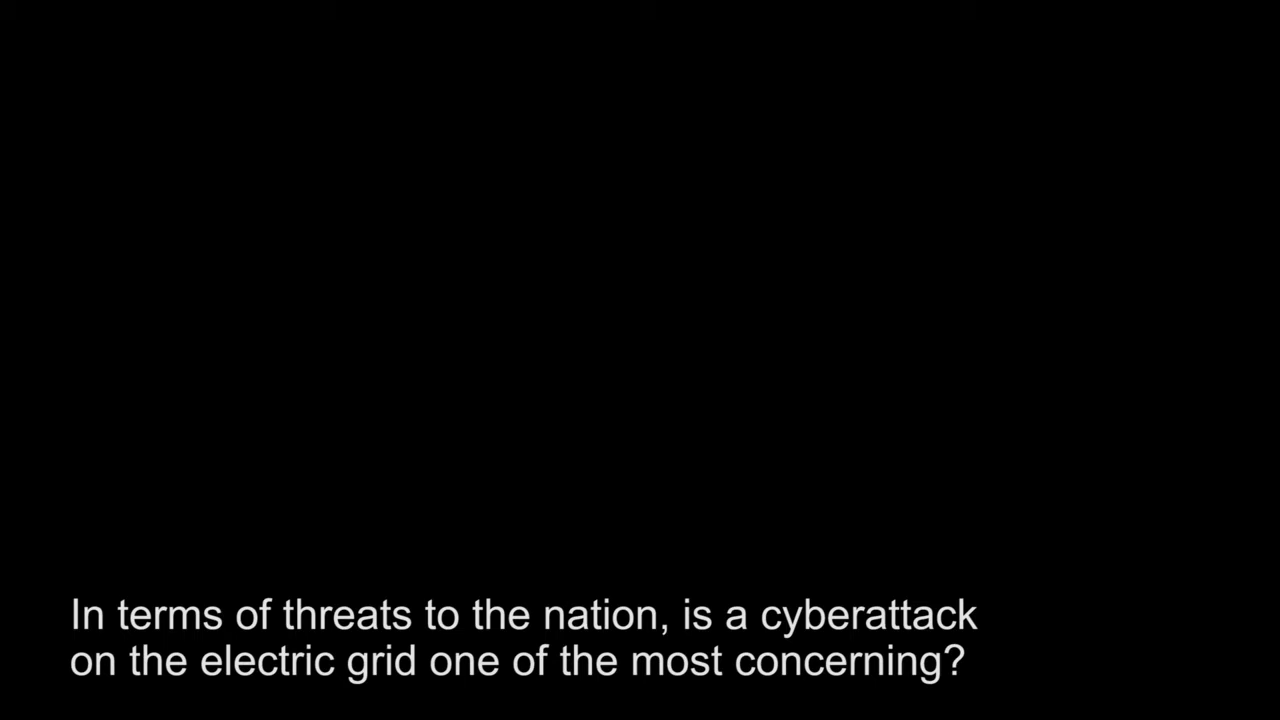 In terms of threats to the nation, is a cyberattack
on the electric grid one of the most concerning?